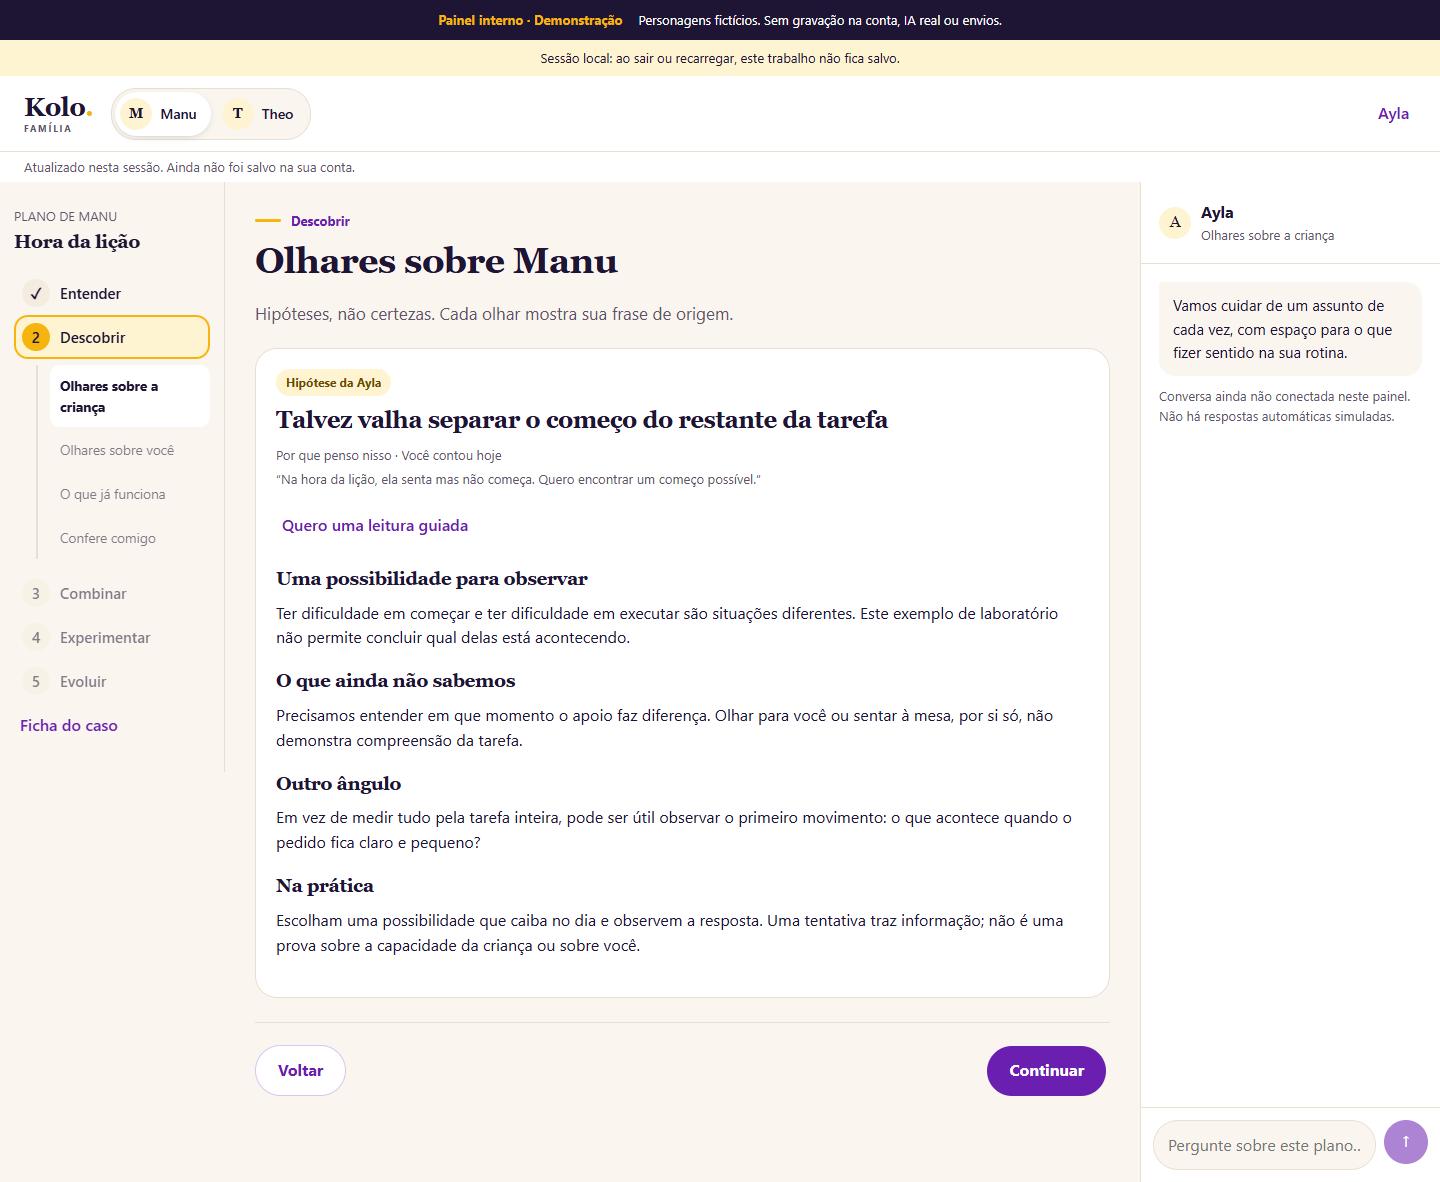 Painel interno · Demonstração Personagens fictícios. Sem gravação na conta, IA real ou envios.
Sessão local: ao sair ou recarregar, este trabalho não fica salvo.
Kolo.
FAMÍLIA
M Manu
T Theo
Ayla
Atualizado nesta sessão. Ainda não foi salvo na sua conta.
PLANO DE MANU
Hora da lição
✓ Entender
2 Descobrir
Olhares sobre a
criança
Olhares sobre você
O que já funciona
Confere comigo
3 Combinar
4 Experimentar
5 Evoluir
Ficha do caso
Descobrir
Olhares sobre Manu
Hipóteses, não certezas. Cada olhar mostra sua frase de origem.
Hipótese da Ayla
Talvez valha separar o começo do restante da tarefa
Por que penso nisso · Você contou hoje
"Na hora da lição, ela senta mas não começa. Quero encontrar um começo possível."
Quero uma leitura guiada
Uma possibilidade para observar
Ter dificuldade em começar e ter dificuldade em executar são situações diferentes. Este exemplo de laboratório
não permite concluir qual delas está acontecendo.
O que ainda não sabemos
Precisamos entender em que momento o apoio faz diferença. Olhar para você ou sentar à mesa, por si só, não
demonstra compreensão da tarefa.
Outro ângulo
Em vez de medir tudo pela tarefa inteira, pode ser útil observar o primeiro movimento: o que acontece quando o
pedido fica claro e pequeno?
Na prática
Escolham uma possibilidade que caiba no dia e observem a resposta. Uma tentativa traz informação; não é uma
prova sobre a capacidade da criança ou sobre você.
Voltar
Continuar
A
Ayla
Olhares sobre a criança
Vamos cuidar de um assunto de
cada vez, com espaço para o que
fizer sentido na sua rotina.
Conversa ainda não conectada neste painel.
Não há respostas automáticas simuladas.
Pergunte sobre este plano..
↑